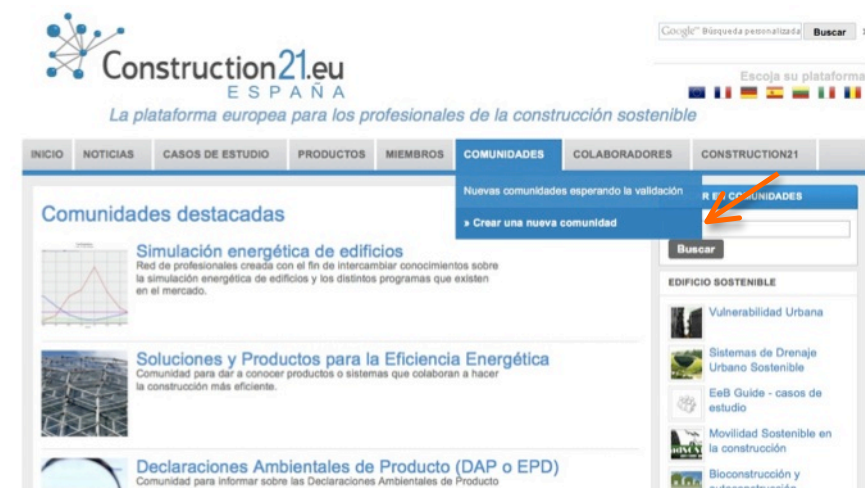 Construction21.eu
ESPAÑA
La plataforma europea para los profesionales de la construcción sostenible
Google™ Búsqueda personalizada Buscar
Escoja su plataforma
INICIO NOTICIAS CASOS DE ESTUDIO PRODUCTOS MIEMBROS COMUNIDADES COLABORADORES CONSTRUCTION21
Nuevas comunidades esperando la validación
» Crear una nueva comunidad
Comunidades destacadas
Simulación energética de edificios
Red de profesionales creada con el fin de intercambiar conocimientos sobre
la simulación energética de edificios y los distintos programas que existen
en el mercado.
Soluciones y Productos para la Eficiencia Energética
Comunidad para dar a conocer productos o sistemas que colaboran a hacer
la construcción más eficiente.
Declaraciones Ambientales de Producto (DAP o EPD)
Comunidad para informar sobre las Declaraciones Ambientales de Producto
R EN COMUNIDADES
Buscar
EDIFICIO SOSTENIBLE
Vulnerabilidad Urbana
Sistemas de Drenaje
Urbano Sostenible
EeB Guide - casos de
estudio
Movilidad Sostenible en
la construcción
Bioconstrucción y
autoconstrucción